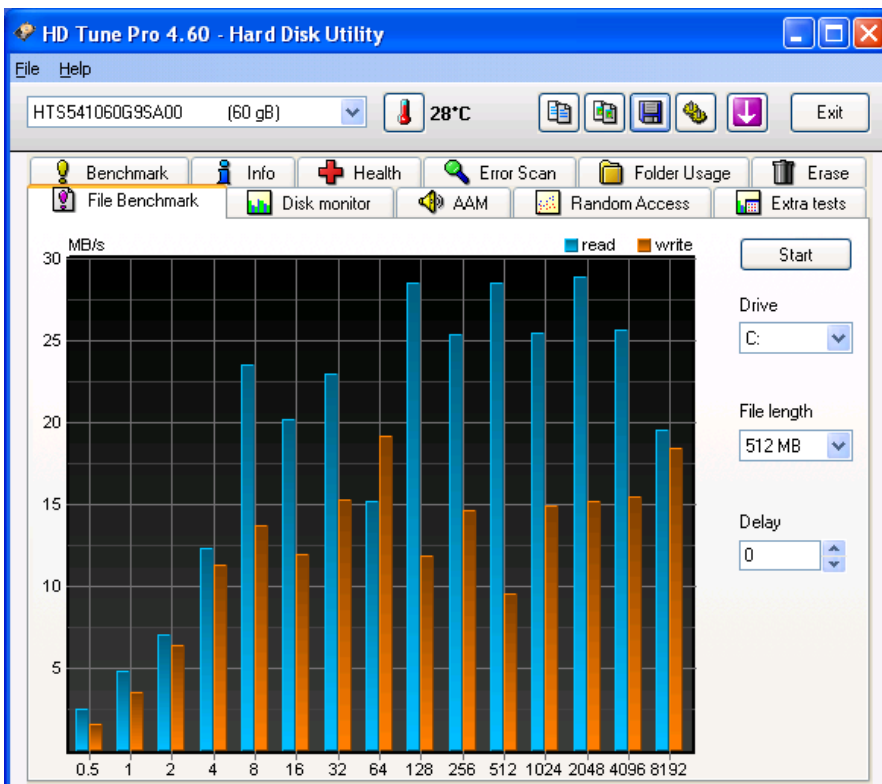 HD Tune Pro 4.60 - Hard Disk Utility
File Help
HTS541060G9SA00 (60 gB) 28°C Exit
Benchmark Info Health Error Scan Folder Usage Erase
File Benchmark Disk monitor AAM Random Access Extra tests
MB/s read write Start
30
25
20
15
10
5
0.5 1 2 4 8 16 32 64 128 256 512 1024 2048 4096 8192
Drive
C:
File length
512 MB
Delay
0